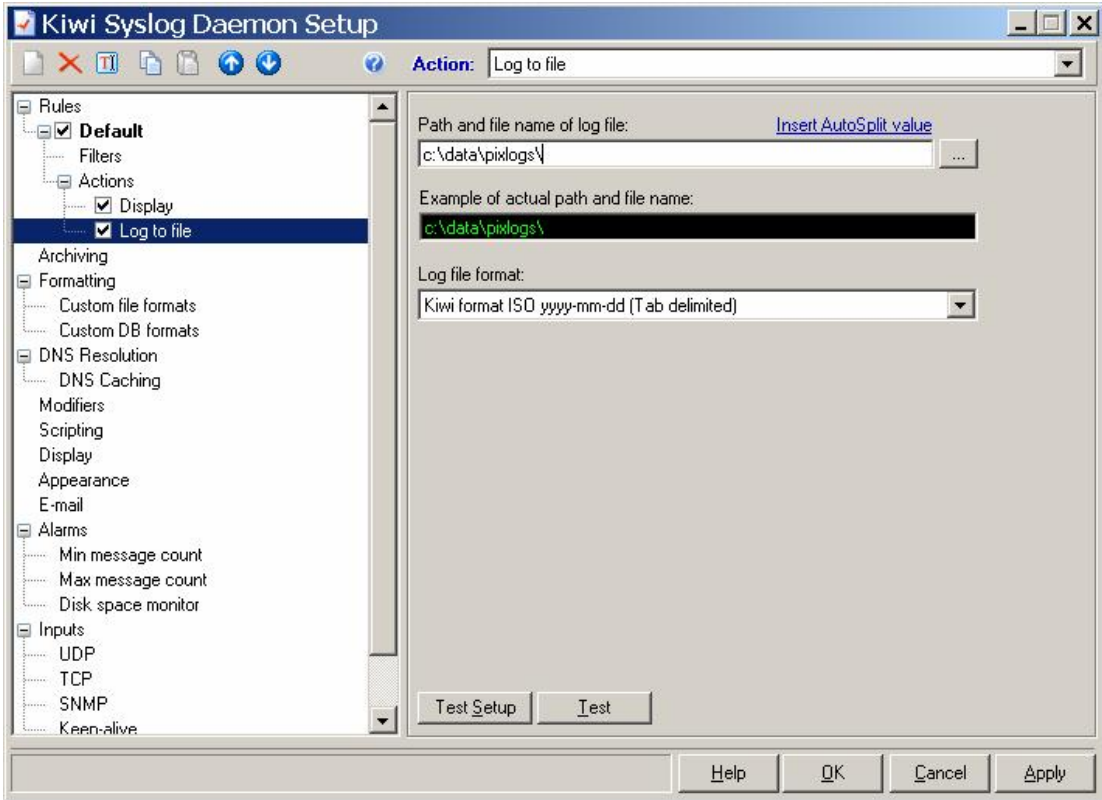 Kiwi Syslog Daemon Setup
Action: Log to file
Rules
Default
Filters
Actions
Display
Log to file
Archiving
Formatting
Custom file formats
Custom DB formats
DNS Resolution
DNS Caching
Modifiers
Scripting
Display
Appearance
E-mail
Alarms
Min message count
Max message count
Disk space monitor
Inputs
UDP
TCP
SNMP
Keep-alive
Path and file name of log file: Insert AutoSplit value
c:\data\pixlogs\
...
Example of actual path and file name:
c:\data\pixlogs\
Log file format:
Kiwi format ISO yyyy-mm-dd (Tab delimited)
Test Setup Test
Help OK Cancel Apply